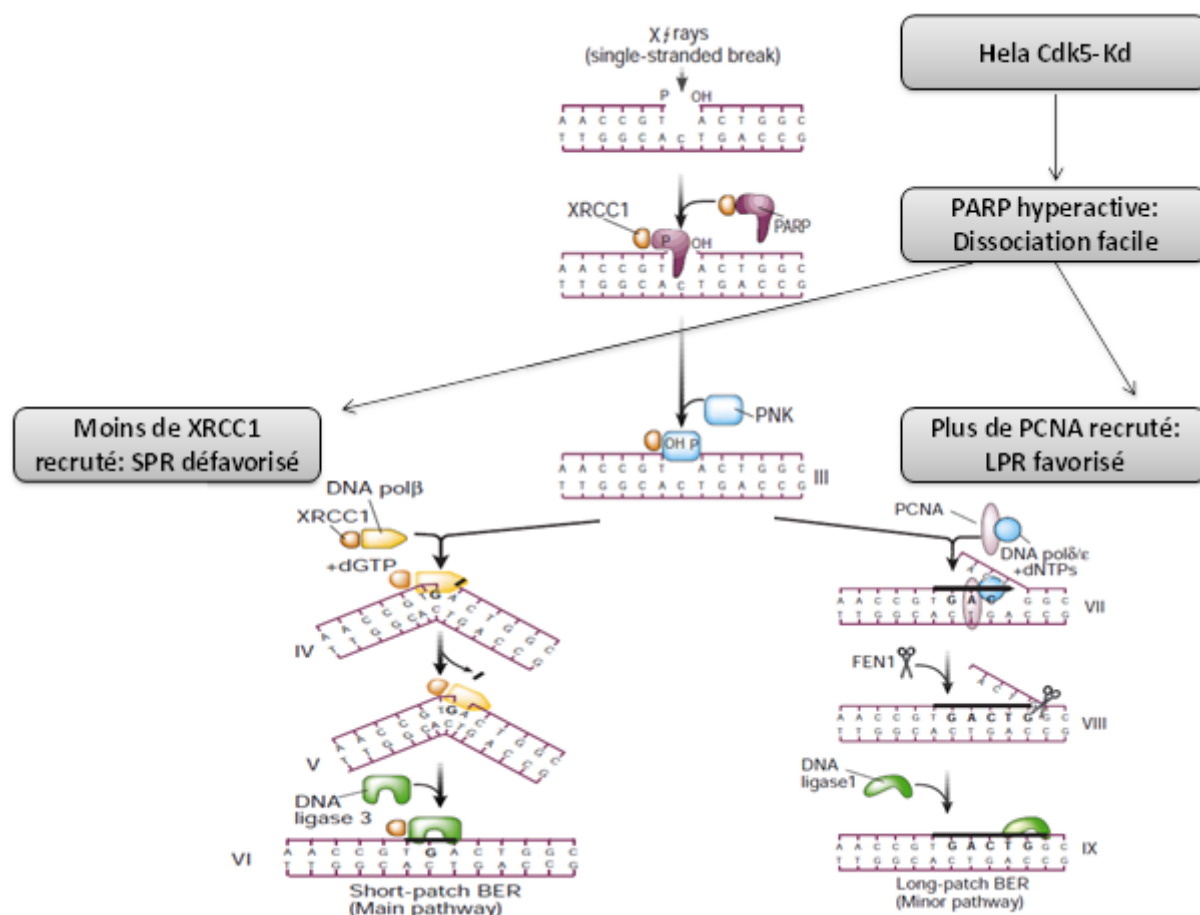 X ƒ rays
(single-stranded break)
P OH
A A C C G T A C T G G C
T T G G C A C T G A C C G
Hela Cdk5-Kd
PARP hyperactive:
Dissociation facile
XRCC1
PARP
P OH
A A C C G T A C T G G C
T T G G C A C T G A C C G
Moins de XRCC1
recruté: SPR défavorisé
PNK
OH P
A A C C G T A C T G G C
T T G G C A C T G A C C G
III
Plus de PCNA recruté:
LPR favorisé
DNA polβ
XRCC1
+dGTP
A A C C G T G A C T G G C
T T G G C A C T G A C C G
IV
A A C C G T G A C T G G C
T T G G C A C T G A C C G
V
DNA
ligase 3
A A C C G T G A C T G G C
T T G G C A C T G A C C G
VI
Short-patch BER
(Main pathway)
PCNA
DNA polδ/ε
+dNTPs
A C
A A C C G T G A C G G C
T T G G C A C T G A C C G
VII
FEN1
A C T
A A C C G T G A C T G G C
T T G G C A C T G A C C G
VIII
DNA
ligase1
A A C C G T G A C T G G C
T T G G C A C T G A C C G
IX
Long-patch BER
(Minor pathway)